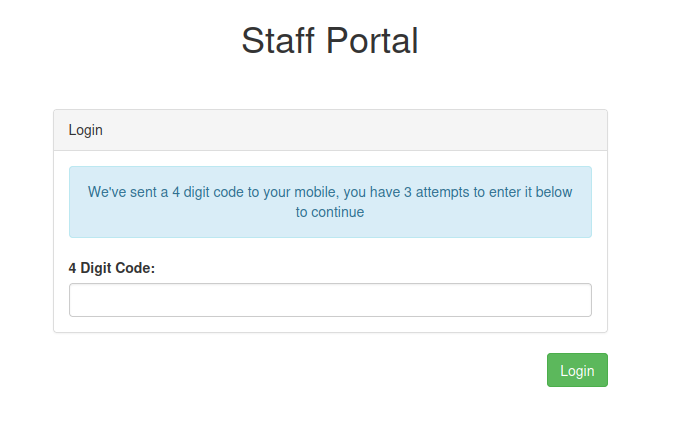 Staff Portal
Login
We've sent a 4 digit code to your mobile, you have 3 attempts to enter it below
to continue
4 Digit Code:
Login